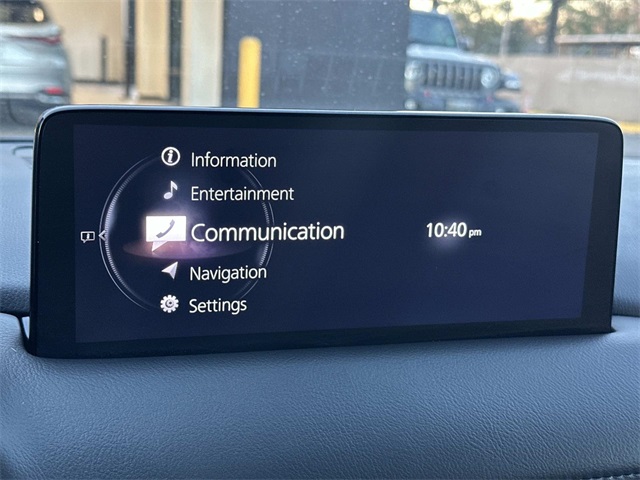 Information
Entertainment
Communication
10:40 pm
Navigation
Settings